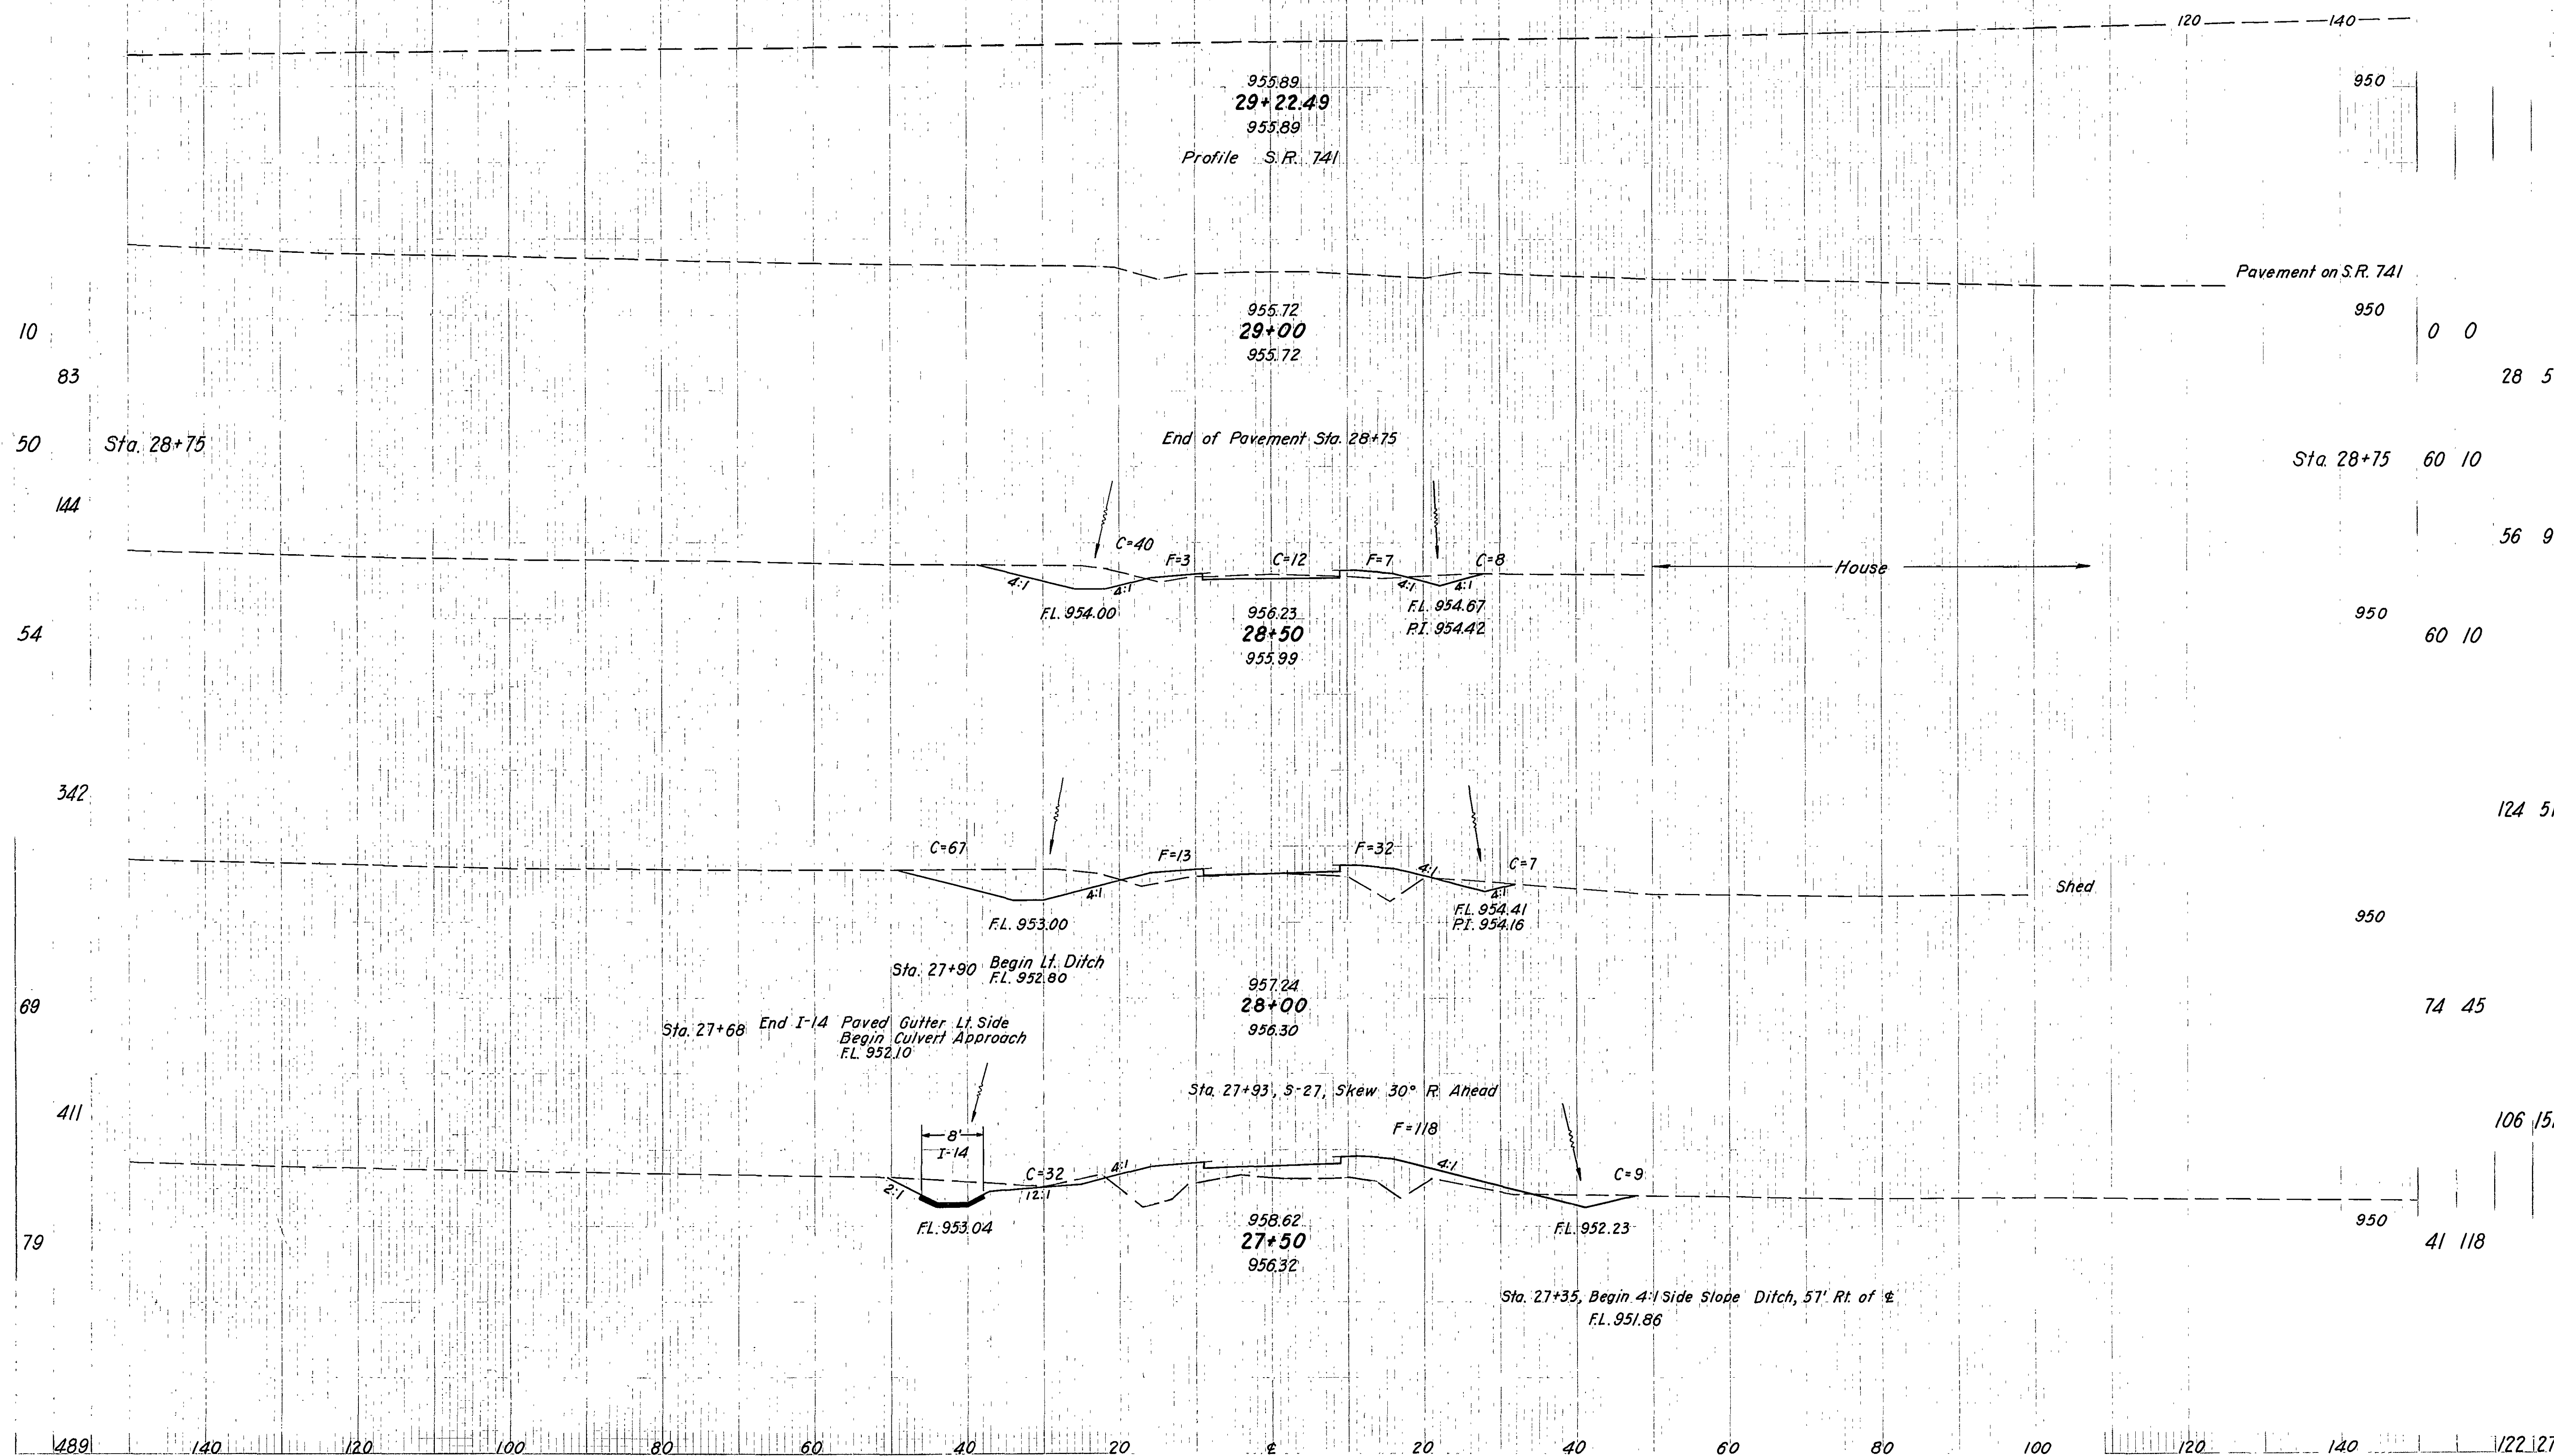 120 140
955.89
29+22.49
955.89
950
Profile S.R. 741
Pavement on S.R. 741
955.72
29+00
955.72
950
10
0 0
83
28
50
Sta. 28+75
End of Pavement Sta. 28+75
Sta. 28+75
60 10
144
56
C=40
F=3
C=12
F=7
C=8
House
4:1
4:1
4:1
4:1
F.L. 954.00
956.23
28+50
955.99
F.L. 954.67
P.I. 954.42
950
54
60 10
342
124
C=67
F=13
F=32
C=7
4:1
4:1
4:1
Shed
F.L. 953.00
F.L. 954.41
P.I. 954.16
950
Sta. 27+90 Begin Lt. Ditch
F.L. 952.80
957.24
28+00
956.30
69
74 45
Sta. 27+68 End I-14 Paved Gutter Lt. Side
Begin Culvert Approach
F.L. 952.10
Sta. 27+93, S-27, Skew 30° R. Ahead
411
106
8'
I-14
F=118
C=32
4:1
4:1
C=9
2:1
12:1
F.L. 953.04
958.62
27+50
956.32
F.L. 952.23
950
79
41 118
Sta. 27+35, Begin 4:1 Side Slope Ditch, 57' Rt. of ℄
F.L. 951.86
489 140 120 100 80 60 40 20 ℄ 20 40 60 80 100 120 140 122 127